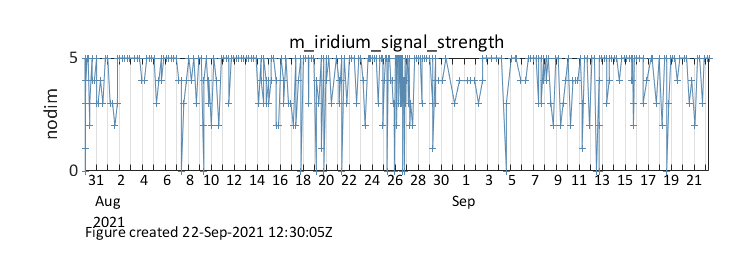 m_iridium_signal_strength
5
nodim
0
31 2 4 6 8 10 12 14 16 18 20 22 24 26 28 30 1 3 5 7 9 11 13 15 17 19 21
Aug Sep
2021
Figure created 22-Sep-2021 12:30:05Z